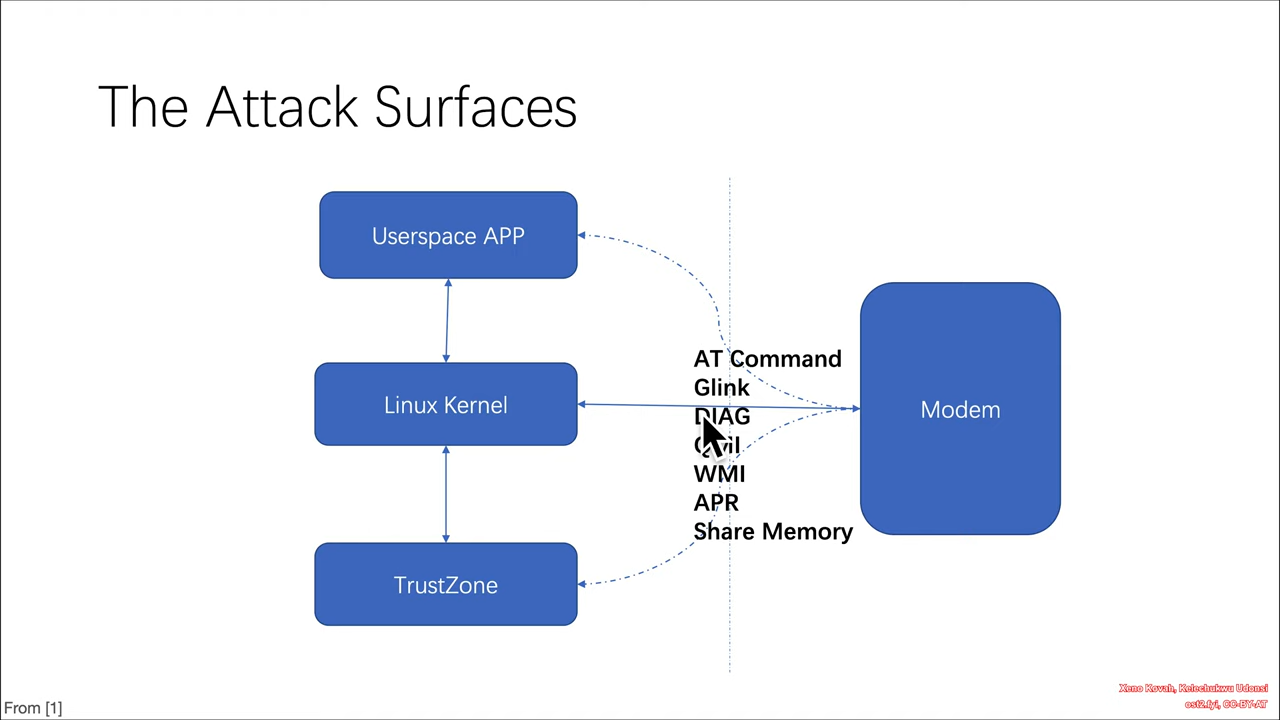 The Attack Surfaces
Userspace APP
AT Command
Glink
Linux Kernel
DIAG
Modem
WMI
APR
Share Memory
TrustZone
From [1]
Xeno Kovah, Kelechukwu Udonsi
ost2.fyi, CC-BY-AT